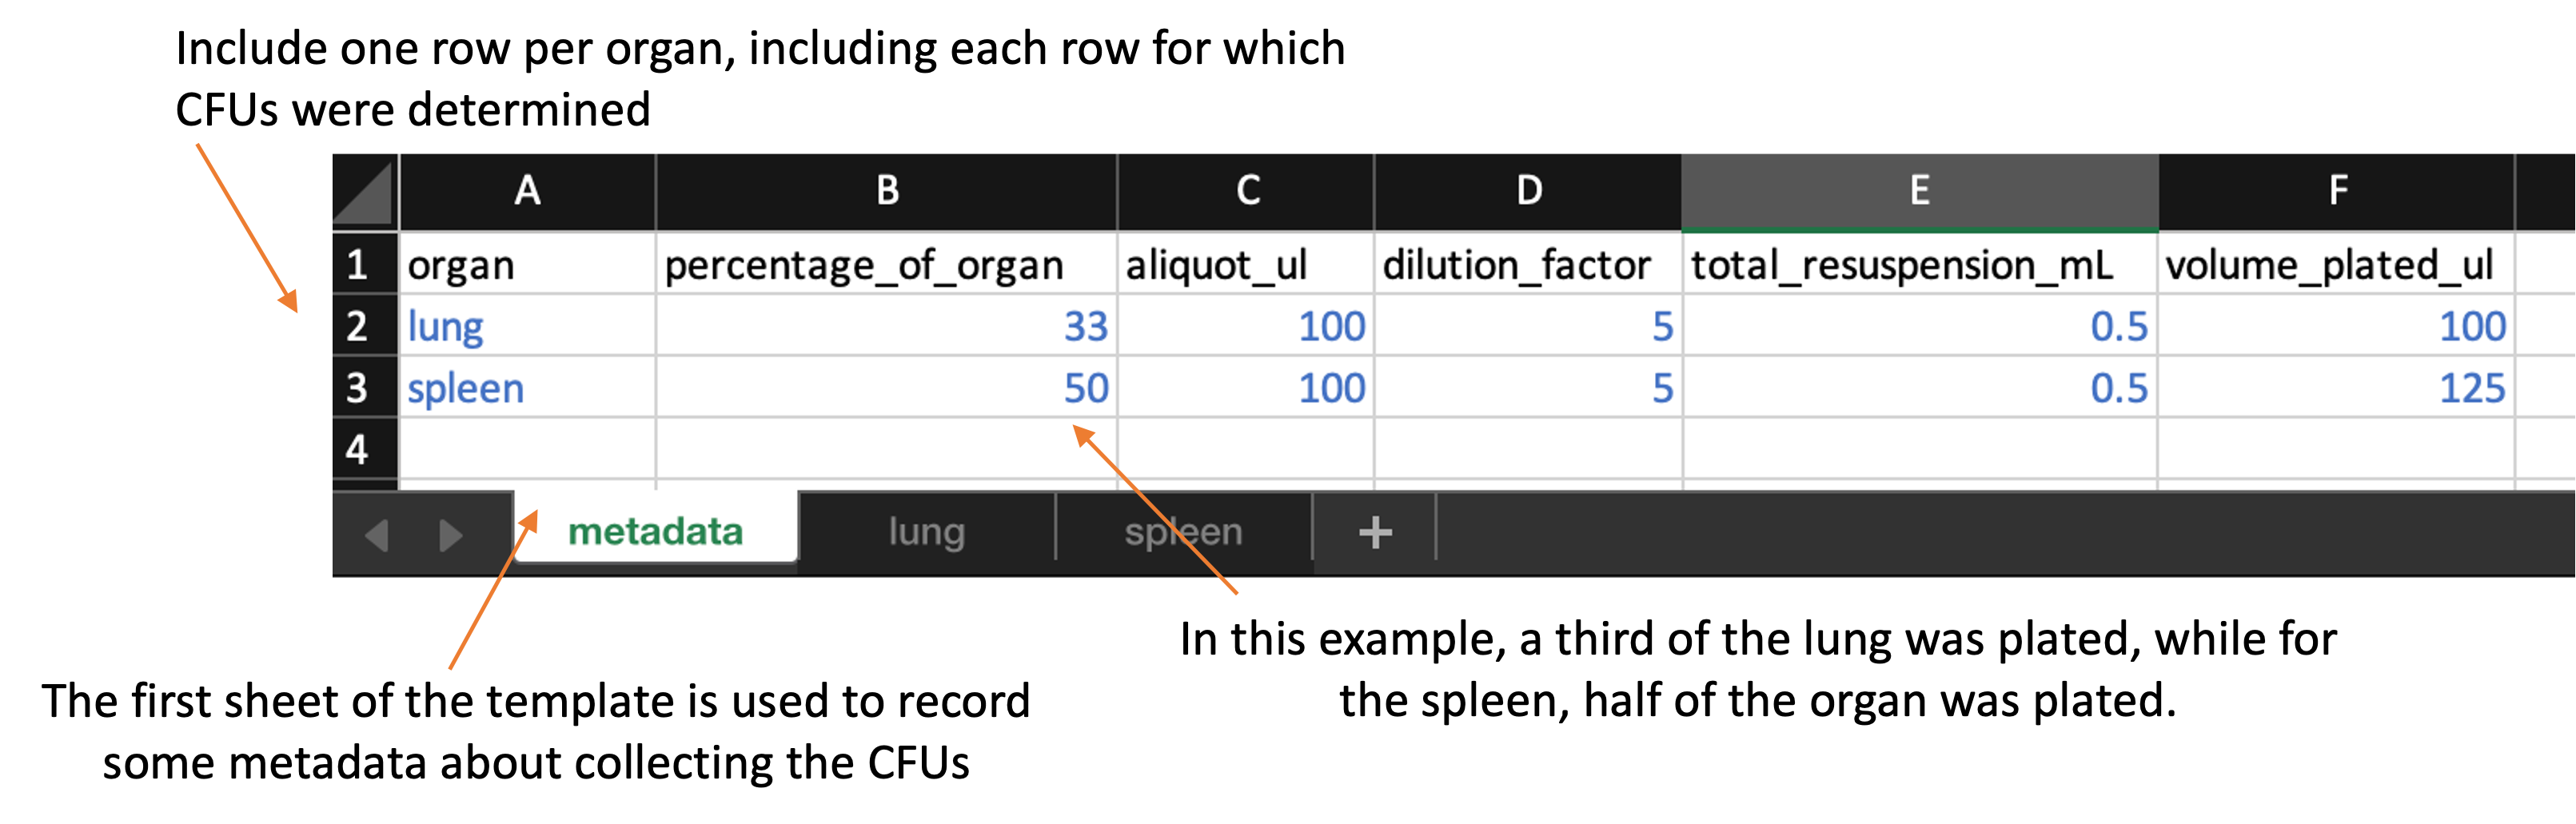 Include one row per organ, including each row for which
CFUs were determined
A B C D E F
1 organ percentage_of_organ aliquot_ul dilution_factor total_resuspension_mL volume_plated_ul
2 lung 33 100 5 0.5 100
3 spleen 50 100 5 0.5 125
4
metadata lung spleen +
In this example, a third of the lung was plated, while for
the spleen, half of the organ was plated.
The first sheet of the template is used to record
some metadata about collecting the CFUs